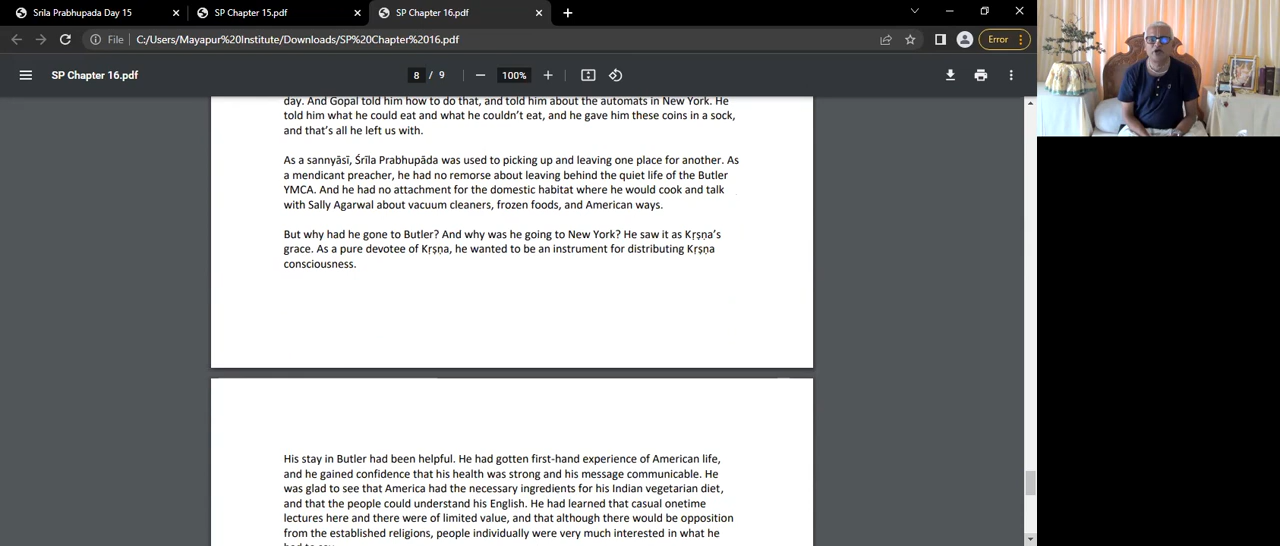 Srila Prabhupada Day 15
SP Chapter 15.pdf
SP Chapter 16.pdf
File
C:/Users/Mayapur%20Institute/Downloads/SP%20Chapter%2016.pdf
Error
SP Chapter 16.pdf
8 / 9
100%
day. And Gopal told him how to do that, and told him about the automats in New York. He
told him what he could eat and what he couldn't eat, and he gave him these coins in a sock,
and that's all he left us with.
As a sannyāsī, Śrīla Prabhupāda was used to picking up and leaving one place for another. As
a mendicant preacher, he had no remorse about leaving behind the quiet life of the Butler
YMCA. And he had no attachment for the domestic habitat where he would cook and talk
with Sally Agarwal about vacuum cleaners, frozen foods, and American ways.
But why had he gone to Butler? And why was he going to New York? He saw it as Kṛṣṇa's
grace. As a pure devotee of Kṛṣṇa, he wanted to be an instrument for distributing Kṛṣṇa
consciousness.
His stay in Butler had been helpful. He had gotten first-hand experience of American life,
and he gained confidence that his health was strong and his message communicable. He
was glad to see that America had the necessary ingredients for his Indian vegetarian diet,
and that the people could understand his English. He had learned that casual onetime
lectures here and there were of limited value, and that although there would be opposition
from the established religions, people individually were very much interested in what he
had to say.